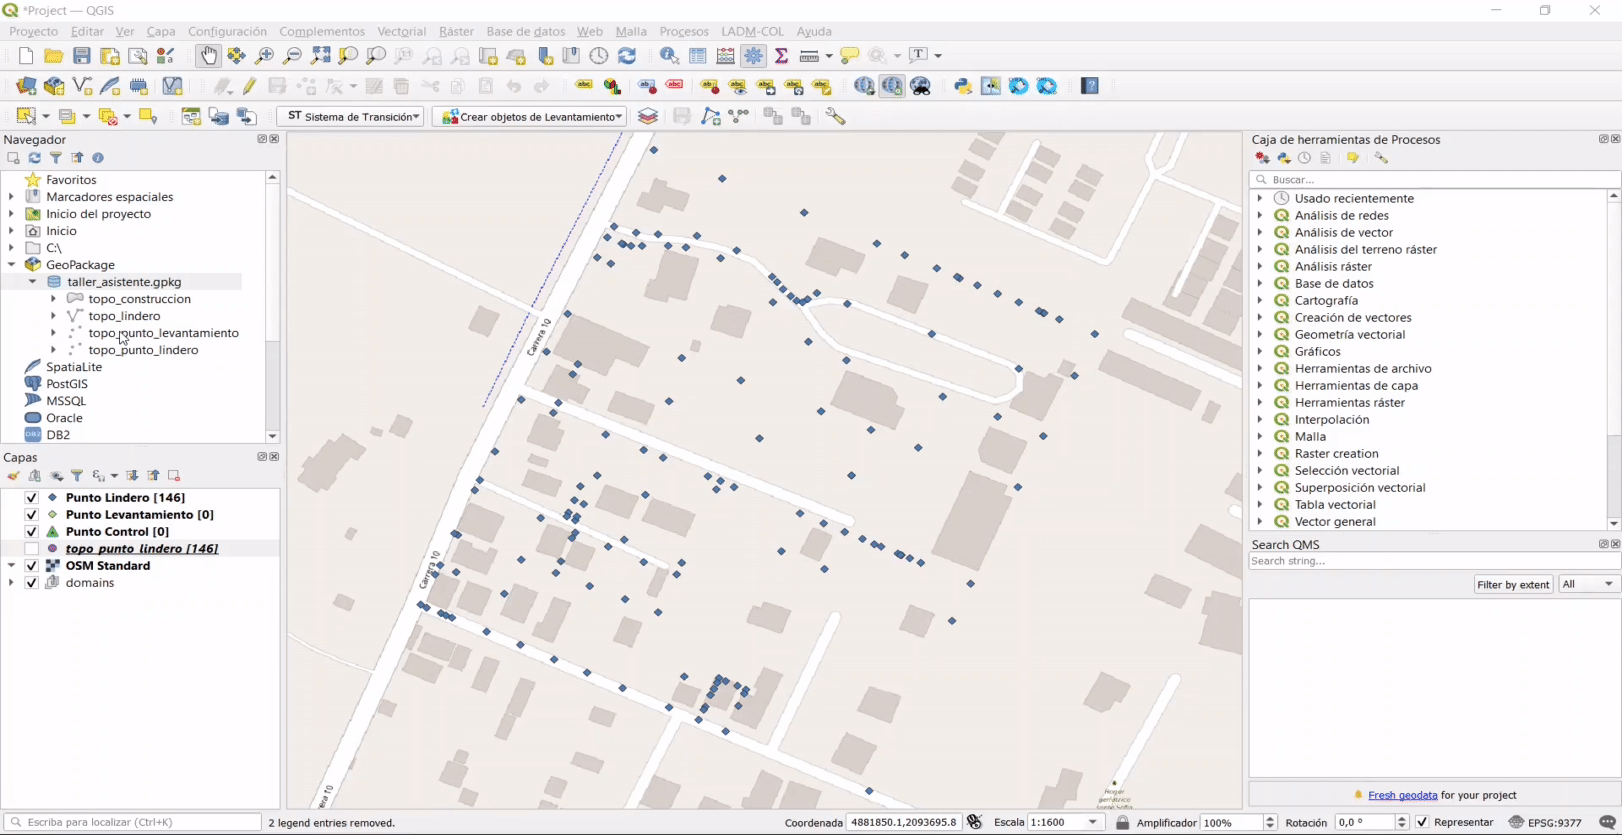 *Project — QGIS
Proyecto Editar Ver Capa Configuración Complementos Vectorial Ráster Base de datos Web Malla Procesos LADM-COL Ayuda
ST Sistema de Transición Crear objetos de Levantamiento
Navegador
Favoritos
Marcadores espaciales
Inicio del proyecto
Inicio
C:\
GeoPackage
taller_asistente.gpkg
topo_construccion
topo_lindero
topo_punto_levantamiento
topo_punto_lindero
SpatiaLite
PostGIS
MSSQL
Oracle
DB2
Capas
Punto Lindero [146]
Punto Levantamiento [0]
Punto Control [0]
topo_punto_lindero [146]
OSM Standard
domains
Carrera 10
Carrera 10
Carrera 10
Hogar
geriátrico
Caja de herramientas de Procesos
Buscar...
Usado recientemente
Análisis de redes
Análisis de vector
Análisis del terreno ráster
Análisis ráster
Base de datos
Cartografía
Creación de vectores
Geometría vectorial
Gráficos
Herramientas de archivo
Herramientas de capa
Herramientas ráster
Interpolación
Malla
Raster creation
Selección vectorial
Superposición vectorial
Tabla vectorial
Vector general
Search QMS
Search string...
Filter by extent All
Fresh geodata for your project
Escriba para localizar (Ctrl+K) 2 legend entries removed. Coordenada 4881850.1,2093695.8 Escala 1:1600 Amplificador 100% Rotación 0,0 ° Representar EPSG:9377